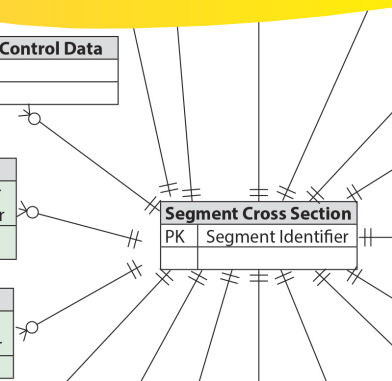 Control Data
Segment Cross Section
PK Segment Identifier